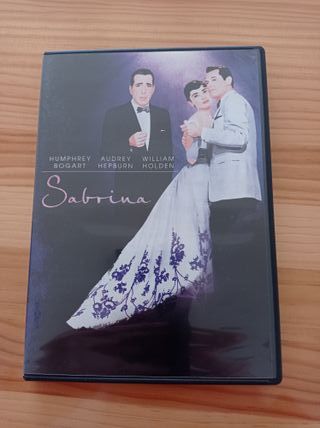 HUMPHREY AUDREY WILLIAM
BOGART HEPBURN HOLDEN
Sabrina